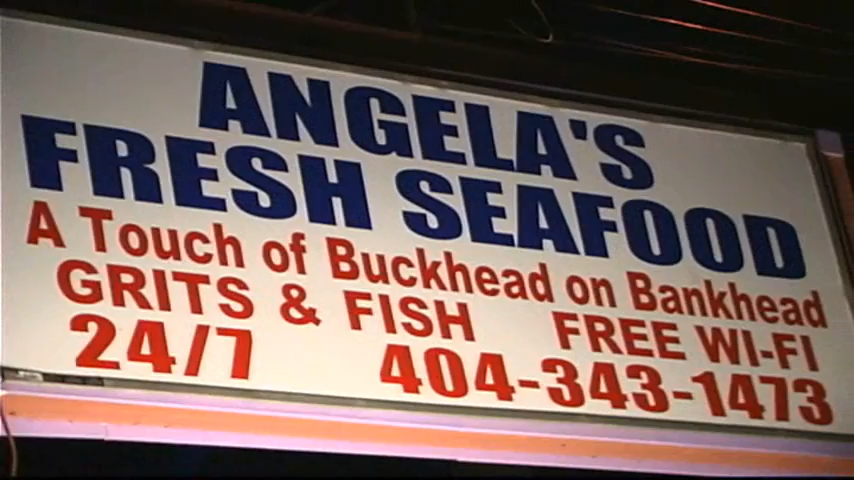 ANGELA'S
FRESH SEAFOOD
A Touch of Buckhead on Bankhead
GRITS & FISH FREE WI-FI
24/7 404-343-1473